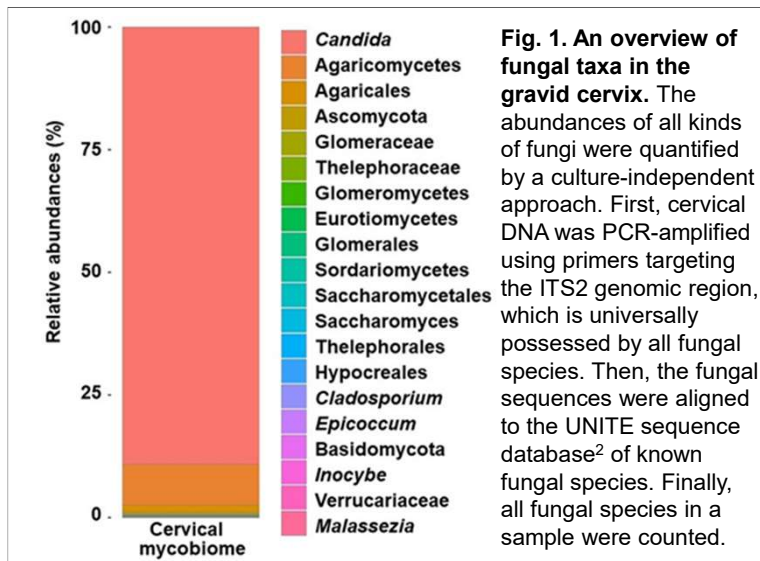 100
75
50
25
0
Relative abundances (%)
Cervical
mycobiome
Candida
Agaricomycetes
Agaricales
Ascomycota
Glomeraceae
Thelephoraceae
Glomeromycetes
Eurotiomycetes
Glomerales
Sordariomycetes
Saccharomycetales
Saccharomyces
Thelephorales
Hypocreales
Cladosporium
Epicoccum
Basidomycota
Inocybe
Verrucariaceae
Malassezia
Fig. 1. An overview of
fungal taxa in the
gravid cervix. The
abundances of all kinds
of fungi were quantified
by a culture-independent
approach. First, cervical
DNA was PCR-amplified
using primers targeting
the ITS2 genomic region,
which is universally
possessed by all fungal
species. Then, the fungal
sequences were aligned
to the UNITE sequence
database² of known
fungal species. Finally,
all fungal species in a
sample were counted.